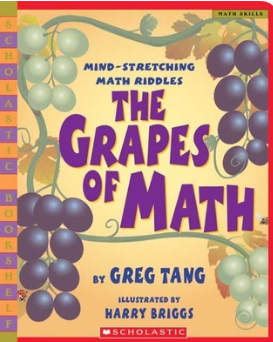 MATH SKILLS
SCHOLASTIC BOOKSHELF
MIND-STRETCHING
MATH RIDDLES
THE
GRAPES
OF MATH
BY GREG TANG
ILLUSTRATED BY
HARRY BRIGGS
SCHOLASTIC